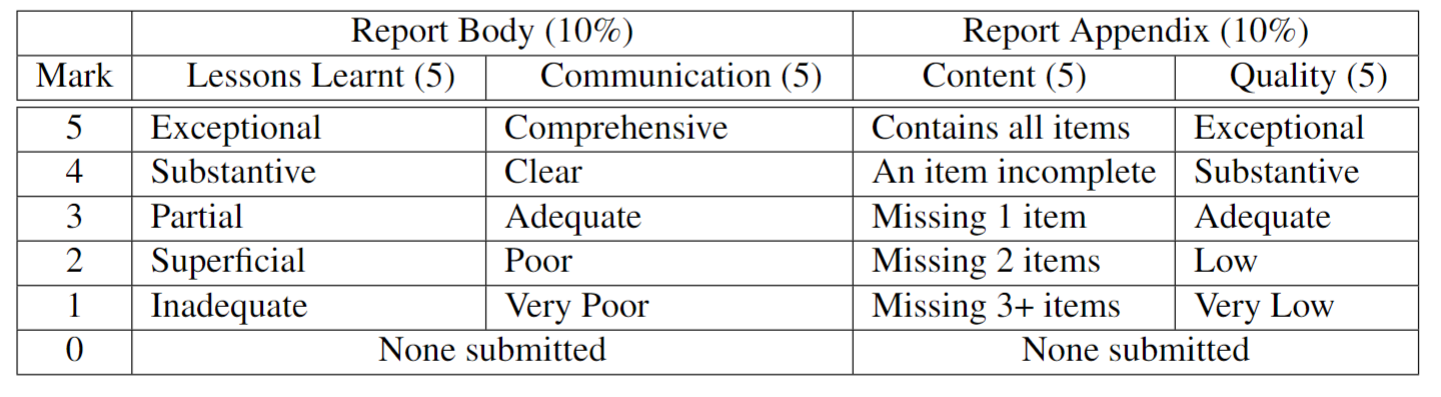 Report Body (10%) Report Appendix (10%)
Mark Lessons Learnt (5) Communication (5) Content (5) Quality (5)
5 Exceptional Comprehensive Contains all items Exceptional
4 Substantive Clear An item incomplete Substantive
3 Partial Adequate Missing 1 item Adequate
2 Superficial Poor Missing 2 items Low
1 Inadequate Very Poor Missing 3+ items Very Low
0 None submitted None submitted